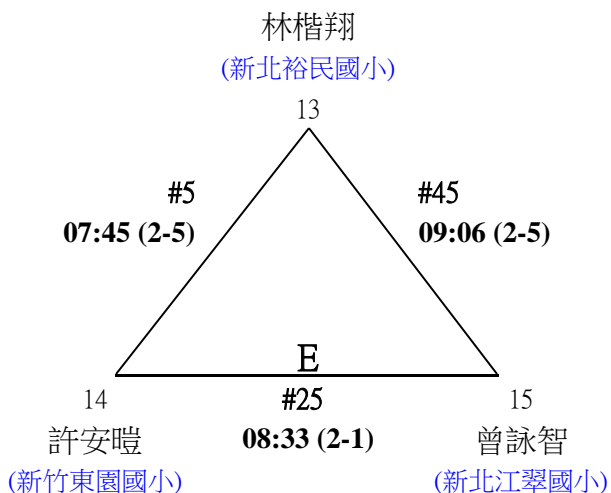 林楷翔
(新北裕民國小)
13
#5
07:45 (2-5)
#45
09:06 (2-5)
E
14
#25
15
許安暟
08:33 (2-1)
曾詠智
(新竹東園國小)
(新北江翠國小)